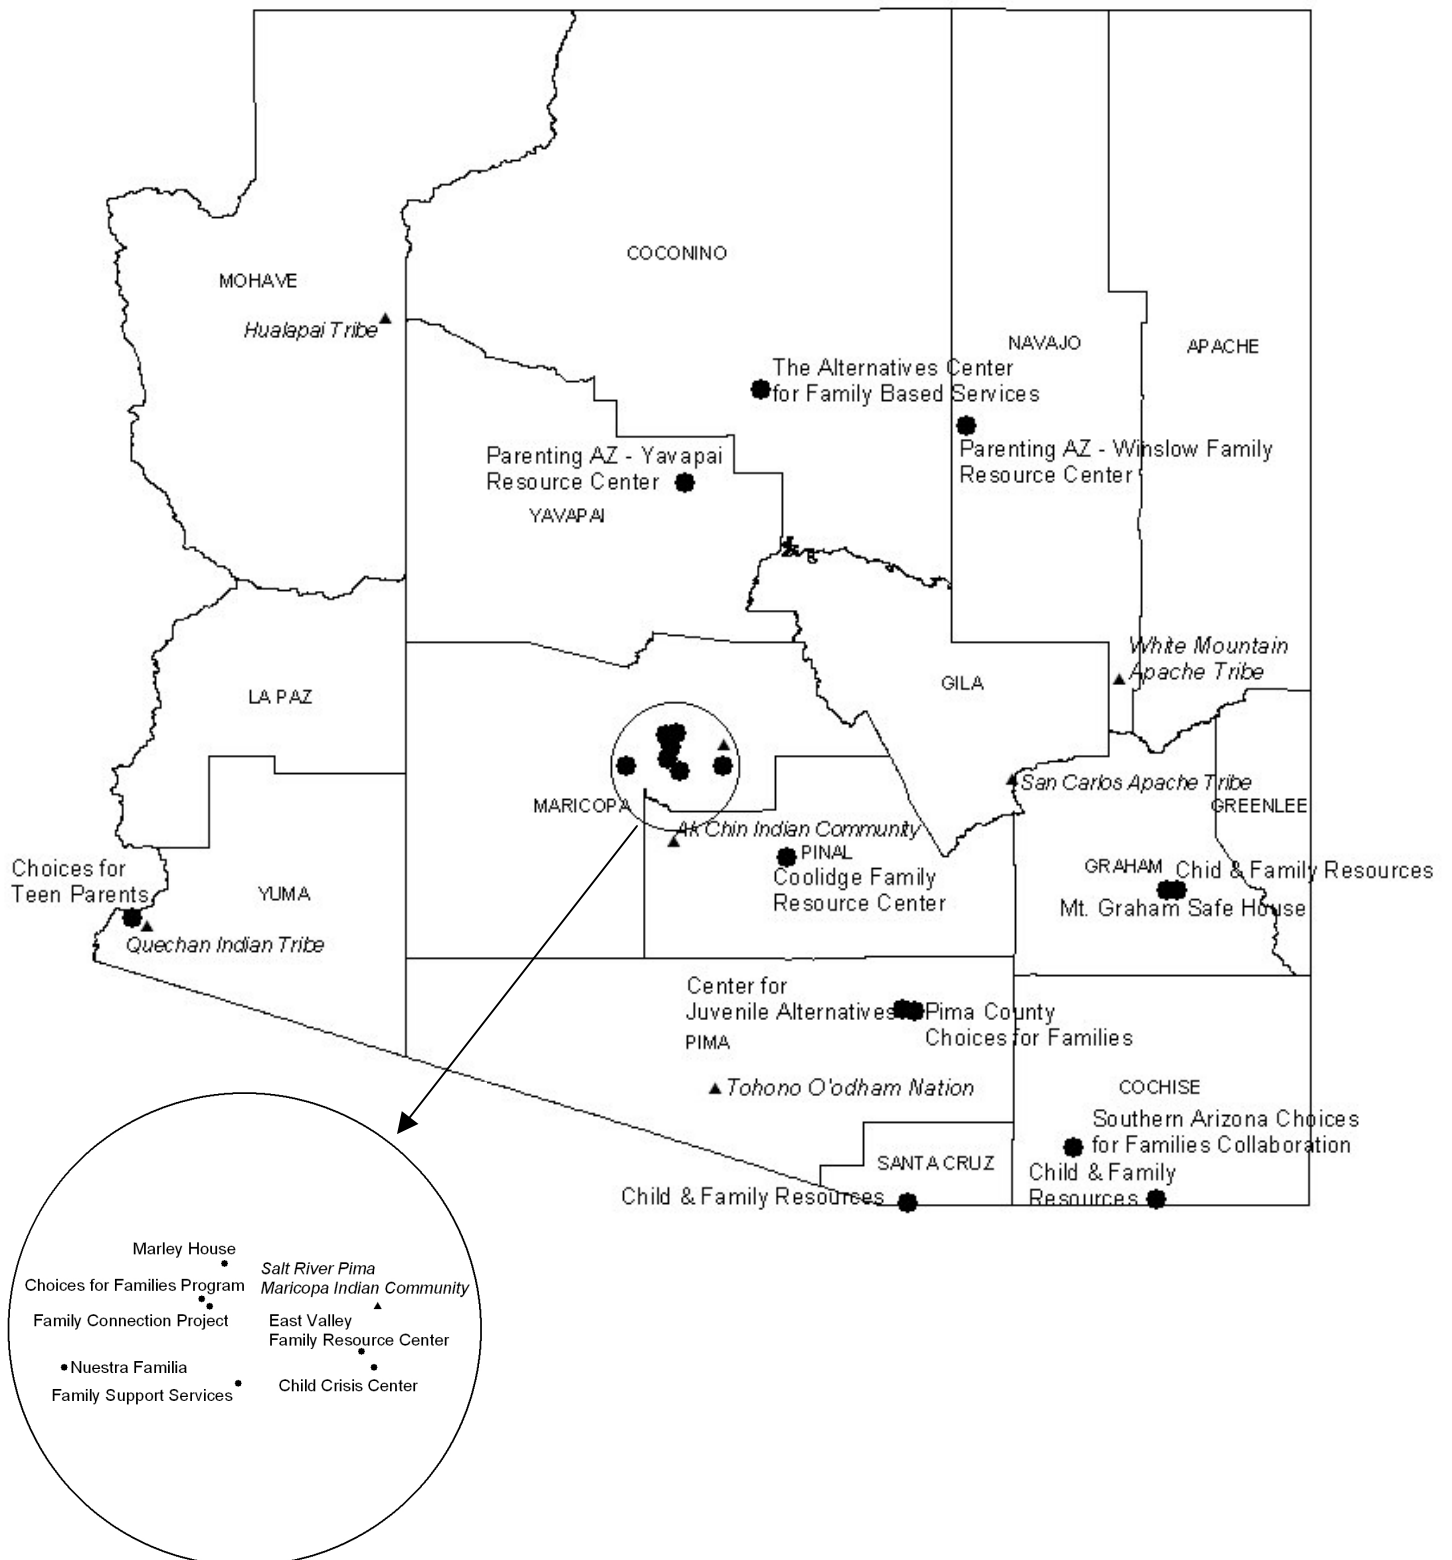 COCONINO
MOHAVE
Hualapai Tribe
NAVAJO
APACHE
The Alternatives Center
for Family Based Services
Parenting AZ - Yavapai
Resource Center
Parenting AZ - Winslow Family
Resource Center
YAVAPAI
White Mountain
Apache Tribe
GILA
LA PAZ
San Carlos Apache Tribe
MARICOPA
GREENLEE
Ak Chin Indian Community
PINAL
Coolidge Family
Resource Center
GRAHAM
Chid & Family Resources
Mt. Graham Safe House
Choices for
Teen Parents
YUMA
Quechan Indian Tribe
Center for
Juvenile Alternatives
Pima County
Choices for Families
PIMA
Tohono O'odham Nation
COCHISE
Southern Arizona Choices
for Families Collaboration
SANTA CRUZ
Child & Family
Resources
Child & Family Resources
Marley House
Salt River Pima
Maricopa Indian Community
Choices for Families Program
Family Connection Project
East Valley
Family Resource Center
Nuestra Familia
Child Crisis Center
Family Support Services